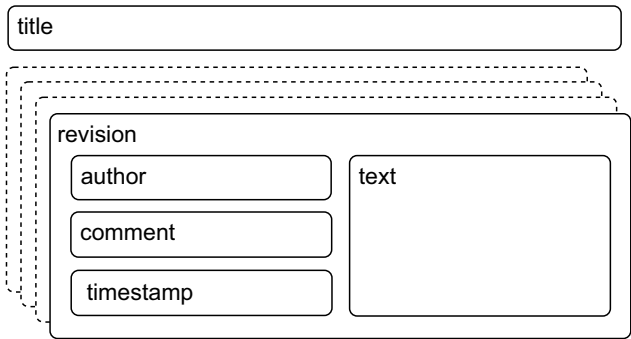 title
revision
author
text
comment
timestamp